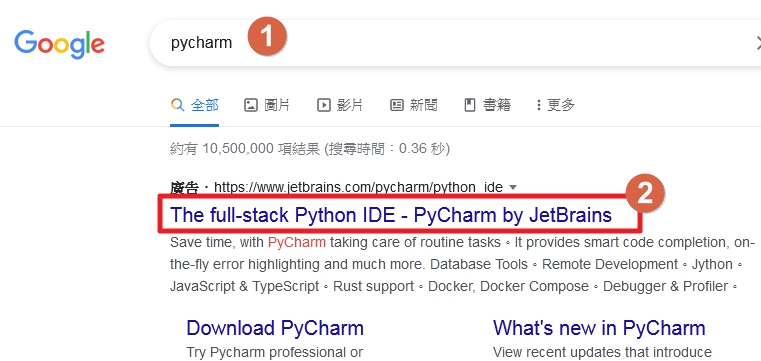 Google
pycharm
1
全部 圖片 影片 新聞 書籍 更多
約有 10,500,000 項結果 (搜尋時間：0.36 秒)
廣告 · https://www.jetbrains.com/pycharm/python_ide
2
The full-stack Python IDE - PyCharm by JetBrains
Save time, with PyCharm taking care of routine tasks。It provides smart code completion, on-
the-fly error highlighting and much more. Database Tools。Remote Development。Jython。
JavaScript & TypeScript。Rust support。Docker, Docker Compose。Debugger & Profiler。
Download PyCharm What's new in PyCharm
Try Pycharm professional or View recent updates that introduce